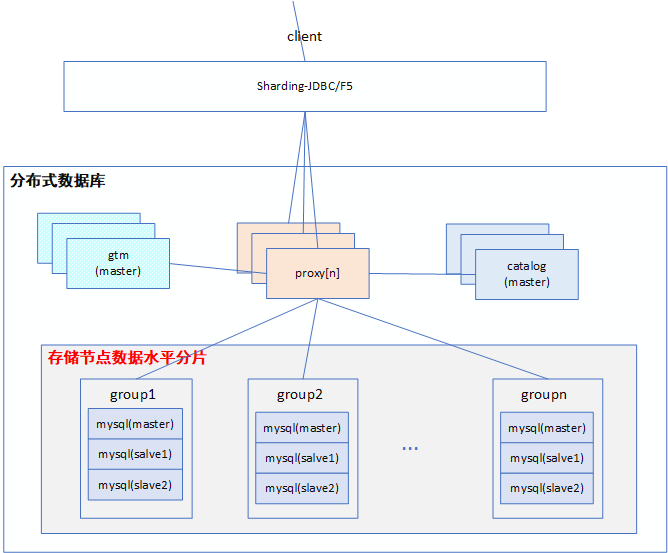 client
Sharding-JDBC/F5
分布式数据库
gtm
(master)
proxy[n]
catalog
(master)
存储节点数据水平分片
group1
mysql(master)
mysql(salve1)
mysql(slave2)
group2
mysql(master)
mysql(salve1)
mysql(slave2)
...
groupn
mysql(master)
mysql(salve1)
mysql(slave2)